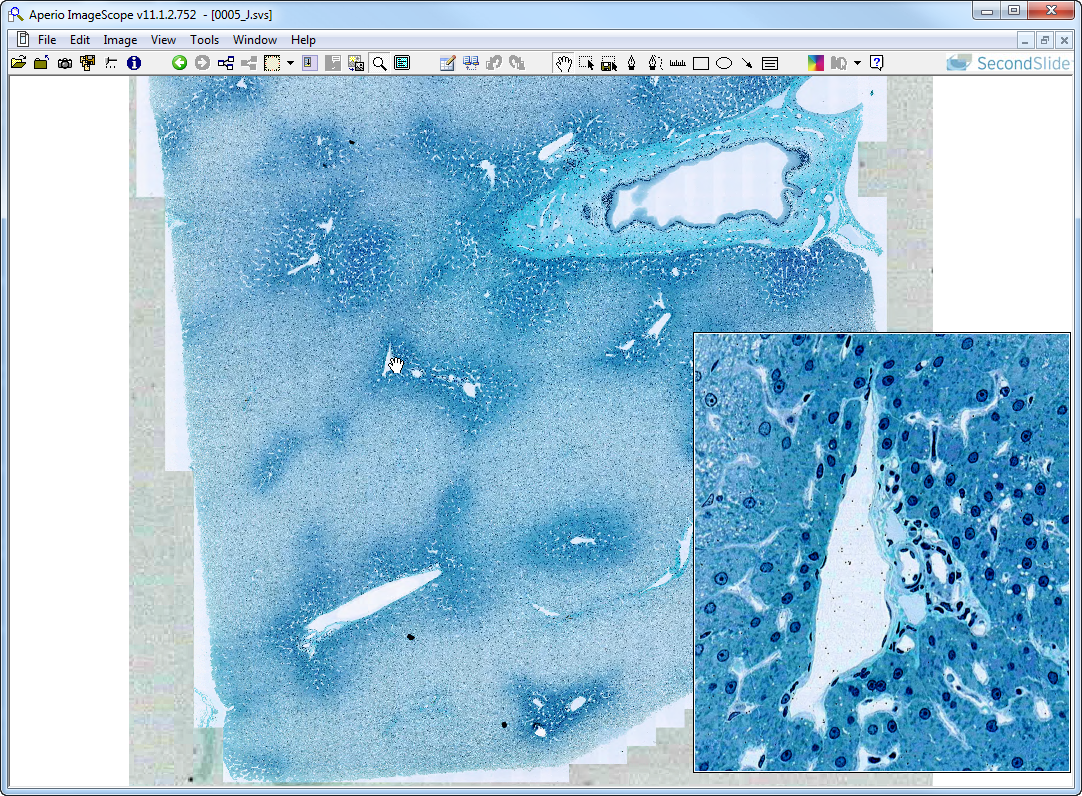 Aperio ImageScope v11.1.2.752 - [0005_J.svs]
File Edit Image View Tools Window Help
SecondSlide